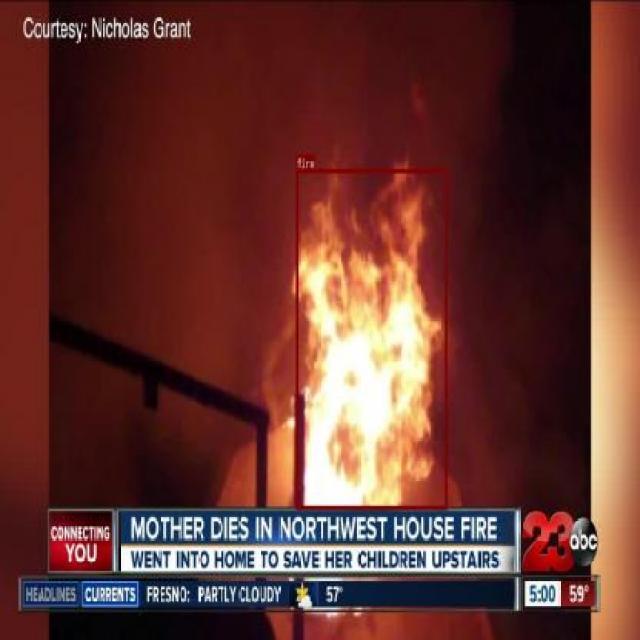 Courtesy: Nicholas Grant
fire
MOTHER DIES IN NORTHWEST HOUSE FIRE
CONNECTING
YOU
WENT INTO HOME TO SAVE HER CHILDREN UPSTAIRS
23 abc
HEADLINES CURRENTS FRESNO: PARTLY CLOUDY 57° 5:00 59°